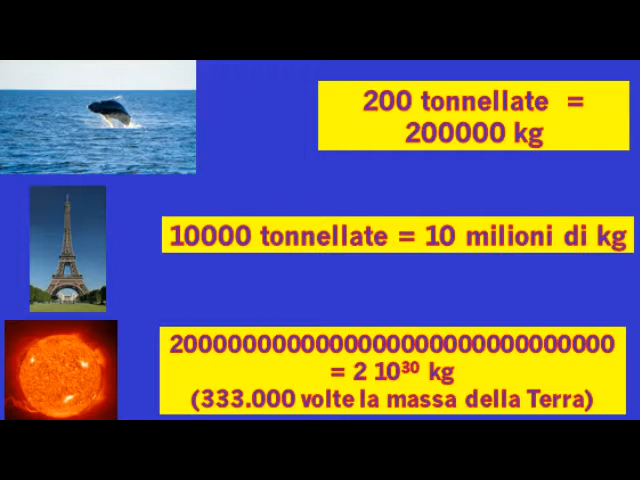 200 tonnellate =
200000 kg
10000 tonnellate = 10 milioni di kg
2000000000000000000000000000000
= 2 10³⁰ kg
(333.000 volte la massa della Terra)